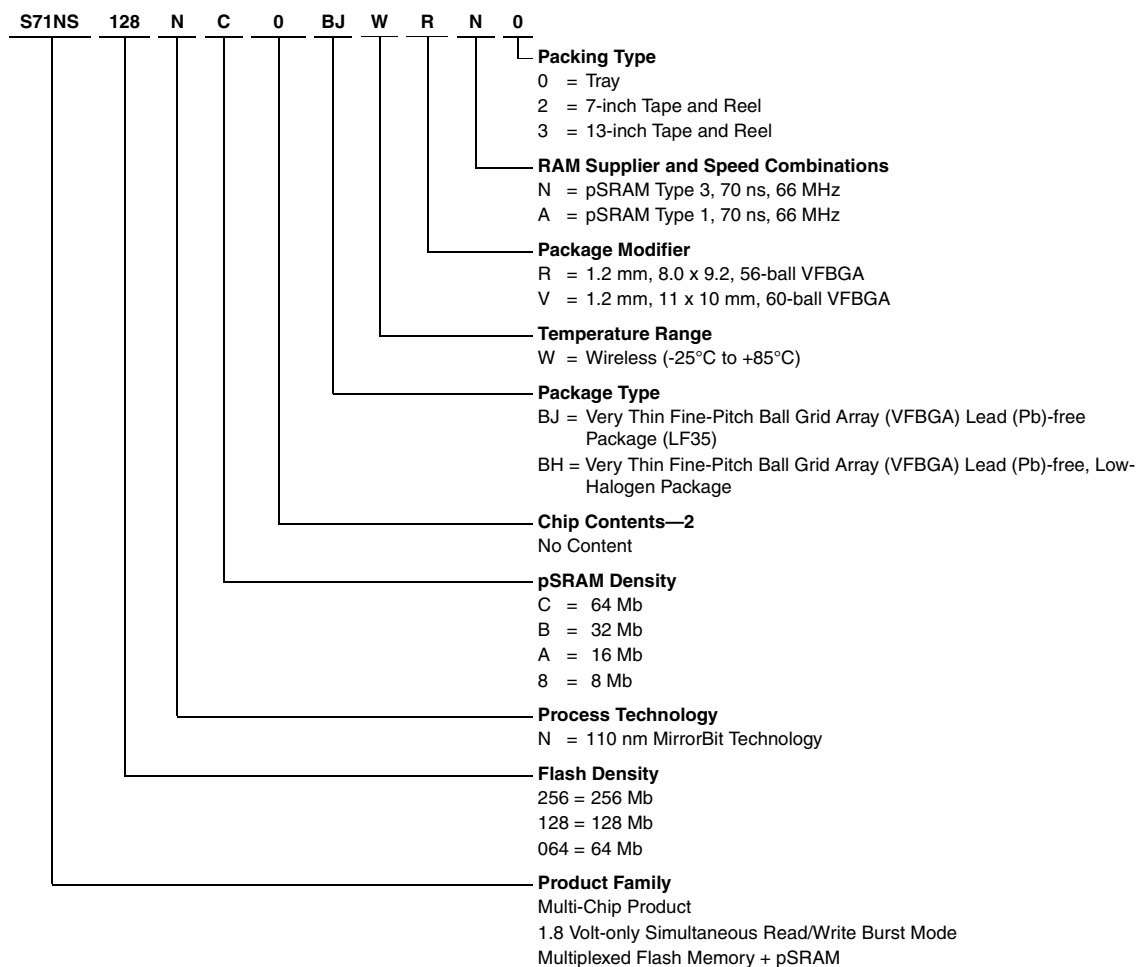 S71NS 128 N C 0 BJ W R N 0
Packing Type
0 = Tray
2 = 7-inch Tape and Reel
3 = 13-inch Tape and Reel
RAM Supplier and Speed Combinations
N = pSRAM Type 3, 70 ns, 66 MHz
A = pSRAM Type 1, 70 ns, 66 MHz
Package Modifier
R = 1.2 mm, 8.0 x 9.2, 56-ball VFBGA
V = 1.2 mm, 11 x 10 mm, 60-ball VFBGA
Temperature Range
W = Wireless (-25°C to +85°C)
Package Type
BJ = Very Thin Fine-Pitch Ball Grid Array (VFBGA) Lead (Pb)-free
Package (LF35)
BH = Very Thin Fine-Pitch Ball Grid Array (VFBGA) Lead (Pb)-free, Low-
Halogen Package
Chip Contents—2
No Content
pSRAM Density
C = 64 Mb
B = 32 Mb
A = 16 Mb
8 = 8 Mb
Process Technology
N = 110 nm MirrorBit Technology
Flash Density
256 = 256 Mb
128 = 128 Mb
064 = 64 Mb
Product Family
Multi-Chip Product
1.8 Volt-only Simultaneous Read/Write Burst Mode
Multiplexed Flash Memory + pSRAM